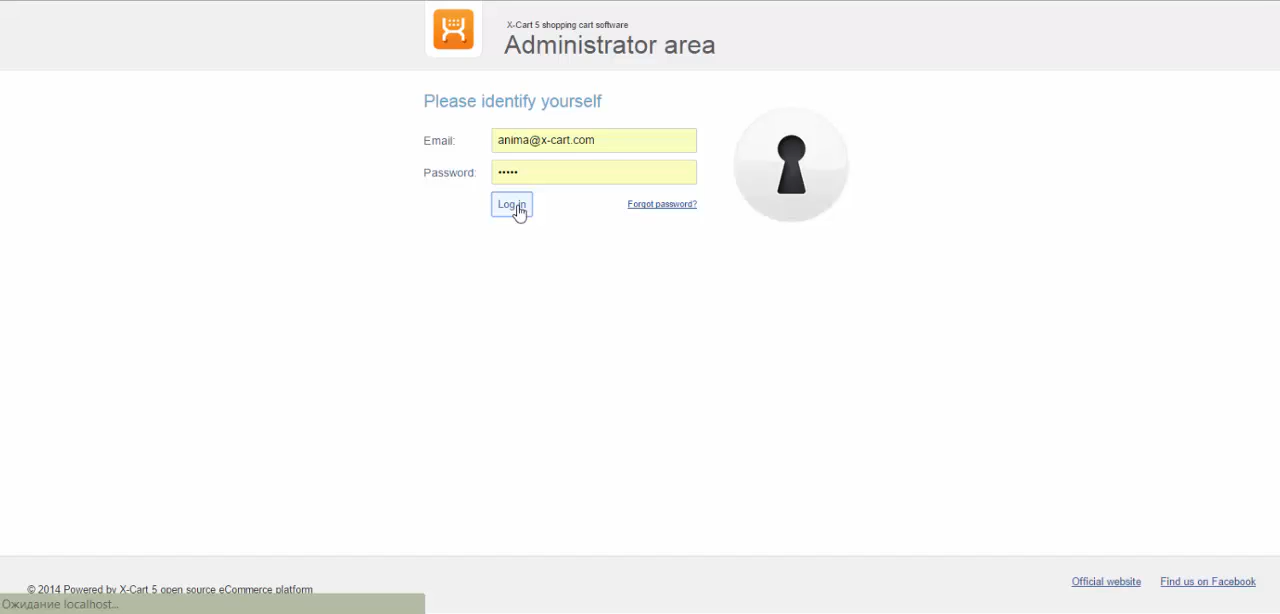 X-Cart 5 shopping cart software
Administrator area
Please identify yourself
Email: anima@x-cart.com
Password: •••••
Log in Forgot password?
© 2014 Powered by X-Cart 5 open source eCommerce platform
Official website Find us on Facebook
Ожидание localhost...